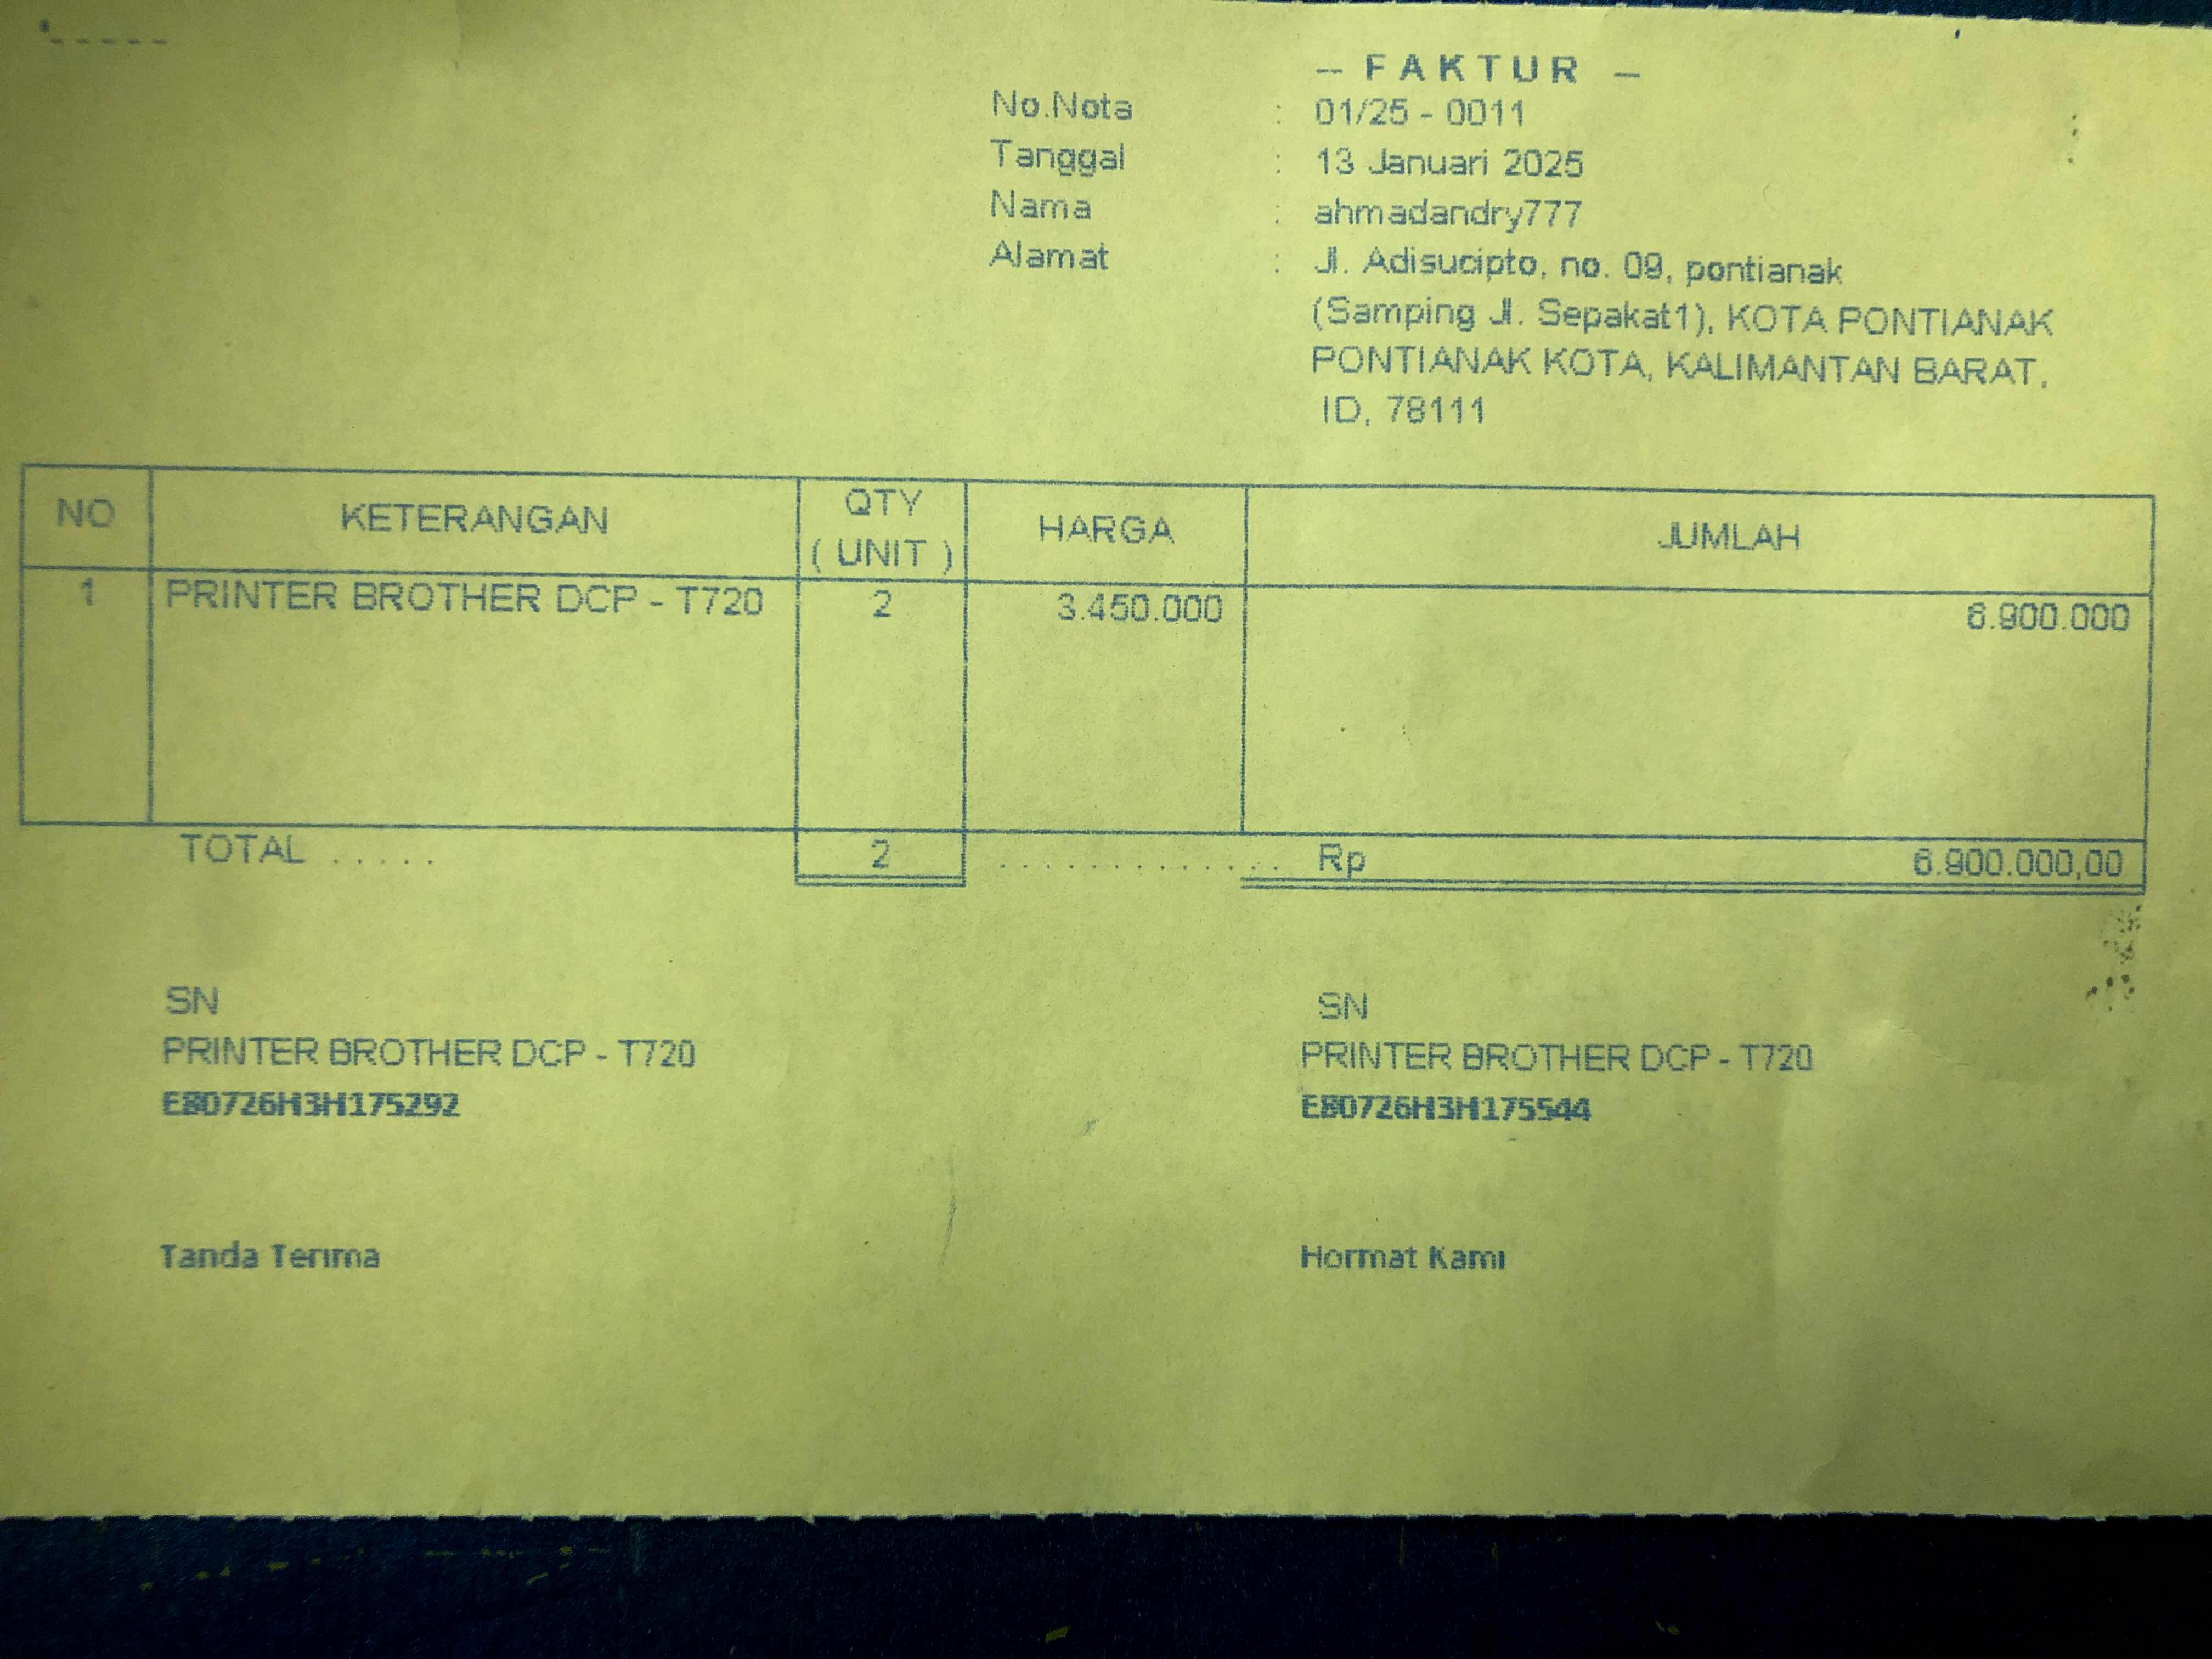 – FAKTUR –
No.Nota : 01/25 - 0011
Tanggal : 13 Januari 2025
Nama : ahmadandry777
Alamat : Jl. Adisucipto, no. 09, pontianak
(Samping Jl. Sepakat1), KOTA PONTIANAK
PONTIANAK KOTA, KALIMANTAN BARAT,
ID, 78111
NO KETERANGAN QTY ( UNIT ) HARGA JUMLAH
1 PRINTER BROTHER DCP - T720 2 3.450.000 6.900.000
TOTAL ..... 2 ............. Rp 6.900.000,00
SN SN
PRINTER BROTHER DCP - T720 PRINTER BROTHER DCP - T720
E80726H3H175292 E80726H3H175544
Tanda Terima Hormat Kami